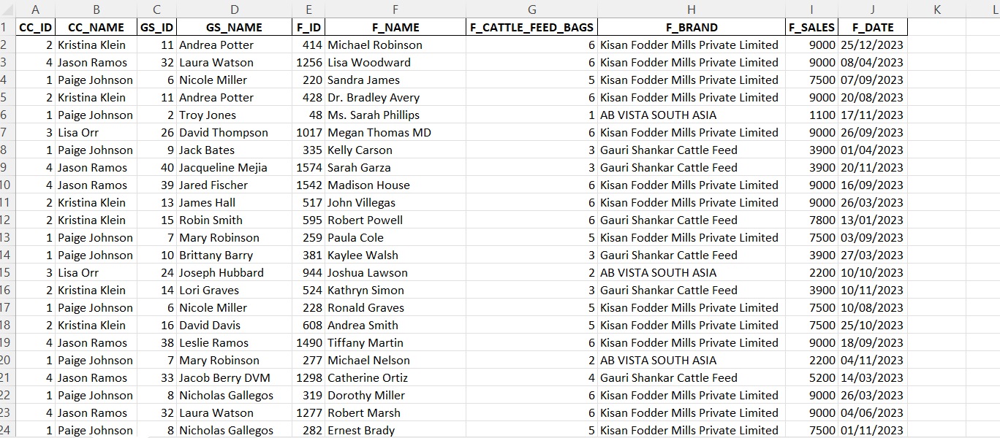 A B C D E F G H I J K L
1 CC_ID CC_NAME GS_ID GS_NAME F_ID F_NAME F_CATTLE_FEED_BAGS F_BRAND F_SALES F_DATE
2 2 Kristina Klein 11 Andrea Potter 414 Michael Robinson 6 Kisan Fodder Mills Private Limited 9000 25/12/2023
3 4 Jason Ramos 32 Laura Watson 1256 Lisa Woodward 6 Kisan Fodder Mills Private Limited 9000 08/04/2023
4 1 Paige Johnson 6 Nicole Miller 220 Sandra James 5 Kisan Fodder Mills Private Limited 7500 07/09/2023
5 2 Kristina Klein 11 Andrea Potter 428 Dr. Bradley Avery 6 Kisan Fodder Mills Private Limited 9000 20/08/2023
6 1 Paige Johnson 2 Troy Jones 48 Ms. Sarah Phillips 1 AB VISTA SOUTH ASIA 1100 17/11/2023
7 3 Lisa Orr 26 David Thompson 1017 Megan Thomas MD 6 Kisan Fodder Mills Private Limited 9000 26/09/2023
8 1 Paige Johnson 9 Jack Bates 335 Kelly Carson 3 Gauri Shankar Cattle Feed 3900 01/04/2023
9 4 Jason Ramos 40 Jacqueline Mejia 1574 Sarah Garza 3 Gauri Shankar Cattle Feed 3900 20/11/2023
10 4 Jason Ramos 39 Jared Fischer 1542 Madison House 6 Kisan Fodder Mills Private Limited 9000 16/09/2023
11 2 Kristina Klein 13 James Hall 517 John Villegas 6 Kisan Fodder Mills Private Limited 9000 26/03/2023
12 2 Kristina Klein 15 Robin Smith 595 Robert Powell 6 Gauri Shankar Cattle Feed 7800 13/01/2023
13 1 Paige Johnson 7 Mary Robinson 259 Paula Cole 5 Kisan Fodder Mills Private Limited 7500 03/09/2023
14 1 Paige Johnson 10 Brittany Barry 381 Kaylee Walsh 3 Gauri Shankar Cattle Feed 3900 27/03/2023
15 3 Lisa Orr 24 Joseph Hubbard 944 Joshua Lawson 2 AB VISTA SOUTH ASIA 2200 10/10/2023
16 2 Kristina Klein 14 Lori Graves 524 Kathryn Simon 3 Gauri Shankar Cattle Feed 3900 10/11/2023
17 1 Paige Johnson 6 Nicole Miller 228 Ronald Graves 5 Kisan Fodder Mills Private Limited 7500 10/08/2023
18 2 Kristina Klein 16 David Davis 608 Andrea Smith 5 Kisan Fodder Mills Private Limited 7500 25/10/2023
19 4 Jason Ramos 38 Leslie Ramos 1490 Tiffany Martin 6 Kisan Fodder Mills Private Limited 9000 18/09/2023
20 1 Paige Johnson 7 Mary Robinson 277 Michael Nelson 2 AB VISTA SOUTH ASIA 2200 04/11/2023
21 4 Jason Ramos 33 Jacob Berry DVM 1298 Catherine Ortiz 4 Gauri Shankar Cattle Feed 5200 14/03/2023
22 1 Paige Johnson 8 Nicholas Gallegos 319 Dorothy Miller 6 Kisan Fodder Mills Private Limited 9000 26/03/2023
23 4 Jason Ramos 32 Laura Watson 1277 Robert Marsh 6 Kisan Fodder Mills Private Limited 9000 04/06/2023
24 1 Paige Johnson 8 Nicholas Gallegos 282 Ernest Brady 5 Kisan Fodder Mills Private Limited 7500 01/11/2023